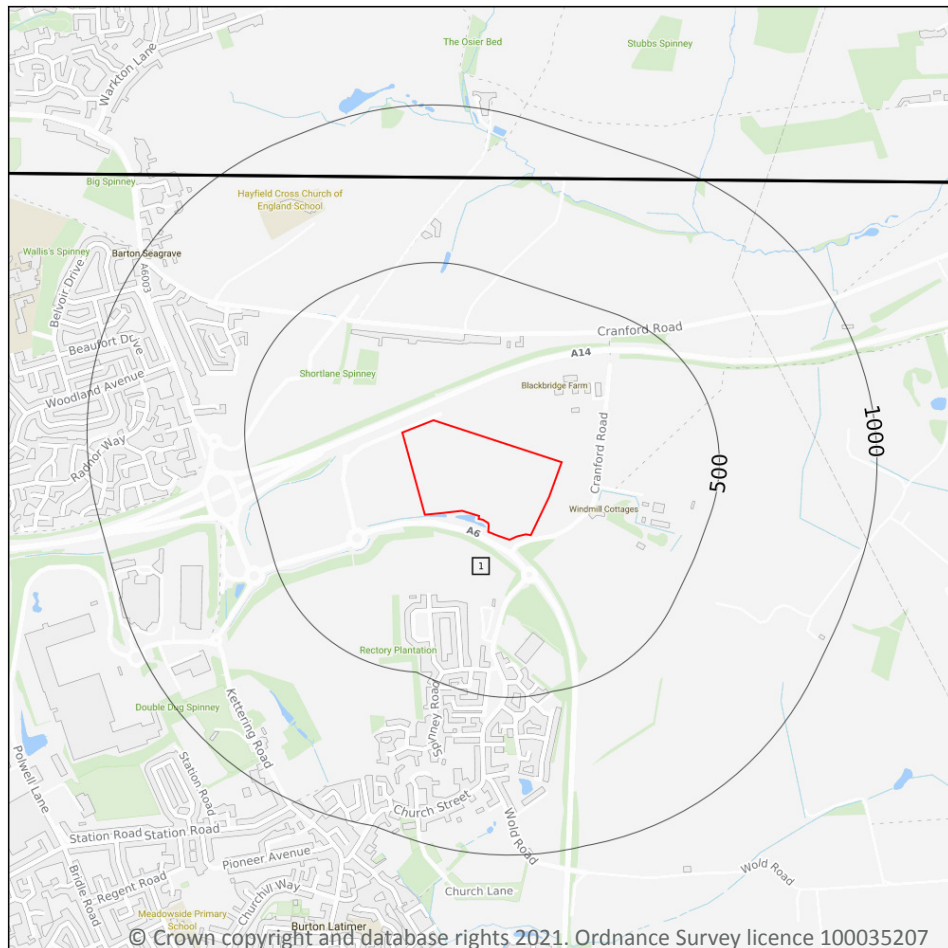 The Osier Bed
Stubbs Spinney
Warkton Lane
Big Spinney
Hayfield Cross Church of
England School
Wallis's Spinney
Barton Seagrave
A6003
Belvoir Drive
Beaufort Drive
Cranford Road
A14
Shortlane Spinney
Woodland Avenue
Blackbridge Farm
1000
Radnor Way
Cranford Road
500
Windmill Cottages
A6
1
Rectory Plantation
Kettering Road
Spinney Road
Double Dug Spinney
Polwell Lane
Station Road
Church Street
Wold Road
Station Road
Station Road
Pioneer Avenue
Wold Road
Bridle Road
Regent Road
Church Way
Church Lane
Meadowside Primary
School
Burton Latimer
© Crown copyright and database rights 2021. Ordnance Survey licence 100035207